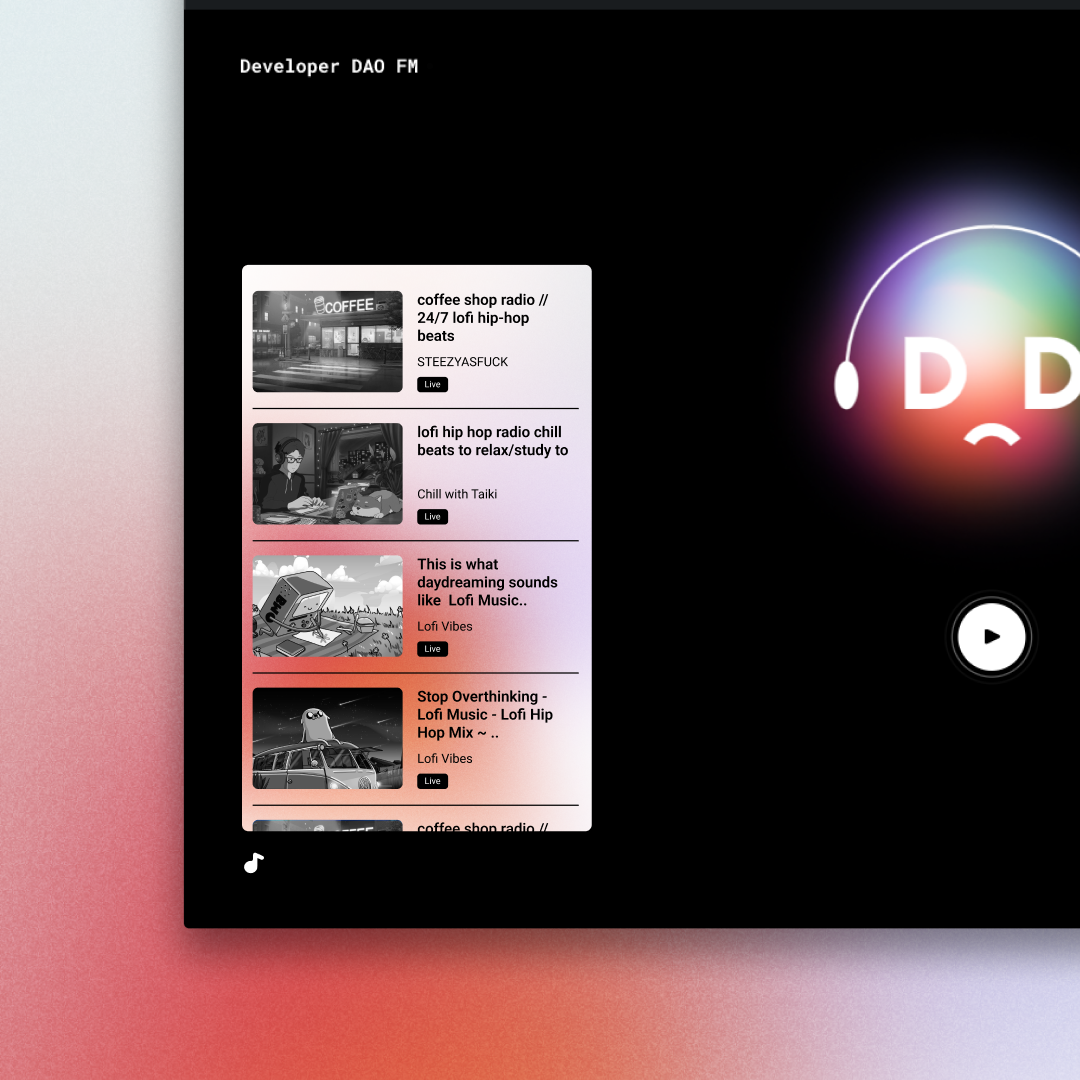 Developer DAO FM
COFFEE
coffee shop radio //
24/7 lofi hip-hop
beats
STEEZYASFUCK
Live
lofi hip hop radio chill
beats to relax/study to
Chill with Taiki
Live
BMO
This is what
daydreaming sounds
like  Lofi Music..
Lofi Vibes
Live
Stop Overthinking -
Lofi Music - Lofi Hip
Hop Mix ~ ..
Lofi Vibes
Live
coffee shop radio //
D D